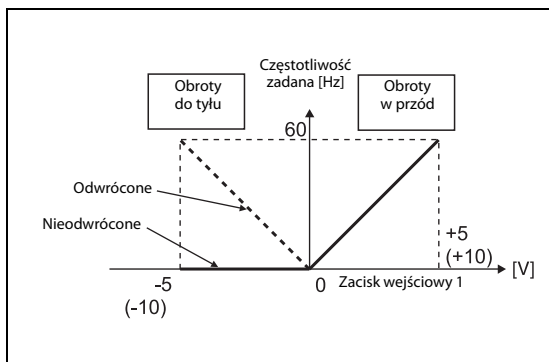 Częstotliwość
zadana [Hz]
Obroty
do tyłu
Obroty
w przód
60
Odwrócone
Nieodwrócone
+5
(+10)
[V]
-5
(-10)
0
Zacisk wejściowy 1